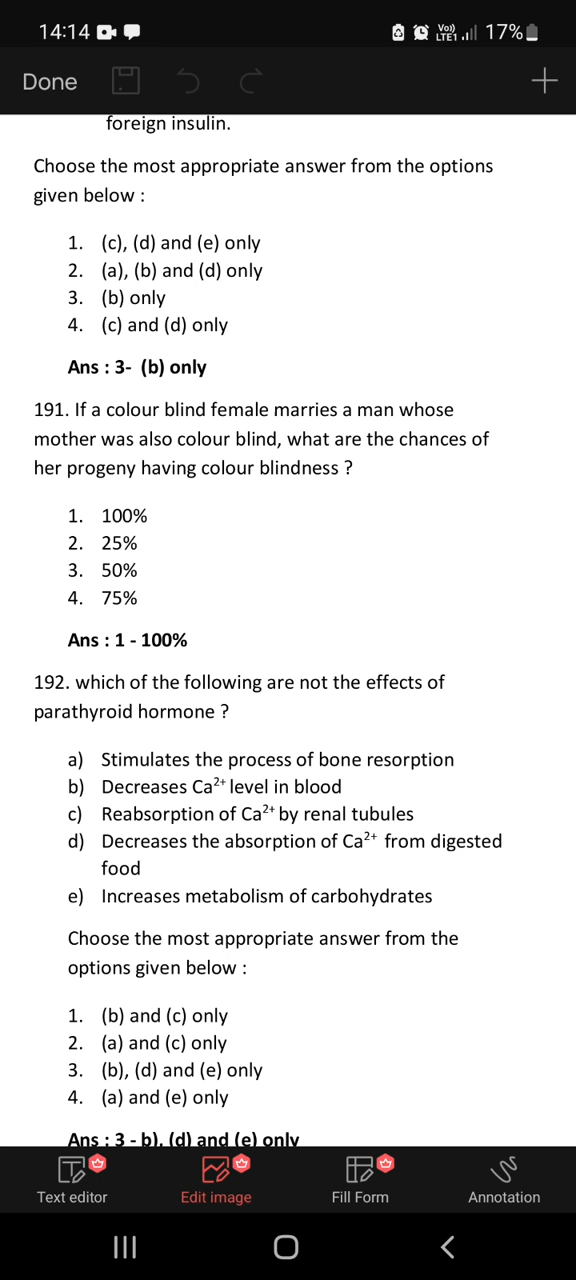 14:14
Vo)) LTE1 17%
Done
foreign insulin.
Choose the most appropriate answer from the options
given below :
1. (c), (d) and (e) only
2. (a), (b) and (d) only
3. (b) only
4. (c) and (d) only
Ans : 3- (b) only
191. If a colour blind female marries a man whose
mother was also colour blind, what are the chances of
her progeny having colour blindness ?
1. 100%
2. 25%
3. 50%
4. 75%
Ans : 1 - 100%
192. which of the following are not the effects of
parathyroid hormone ?
a) Stimulates the process of bone resorption
b) Decreases Ca²⁺ level in blood
c) Reabsorption of Ca²⁺ by renal tubules
d) Decreases the absorption of Ca²⁺ from digested
food
e) Increases metabolism of carbohydrates
Choose the most appropriate answer from the
options given below :
1. (b) and (c) only
2. (a) and (c) only
3. (b), (d) and (e) only
4. (a) and (e) only
Ans : 3 - b), (d) and (e) only
Text editor
Edit image
Fill Form
Annotation